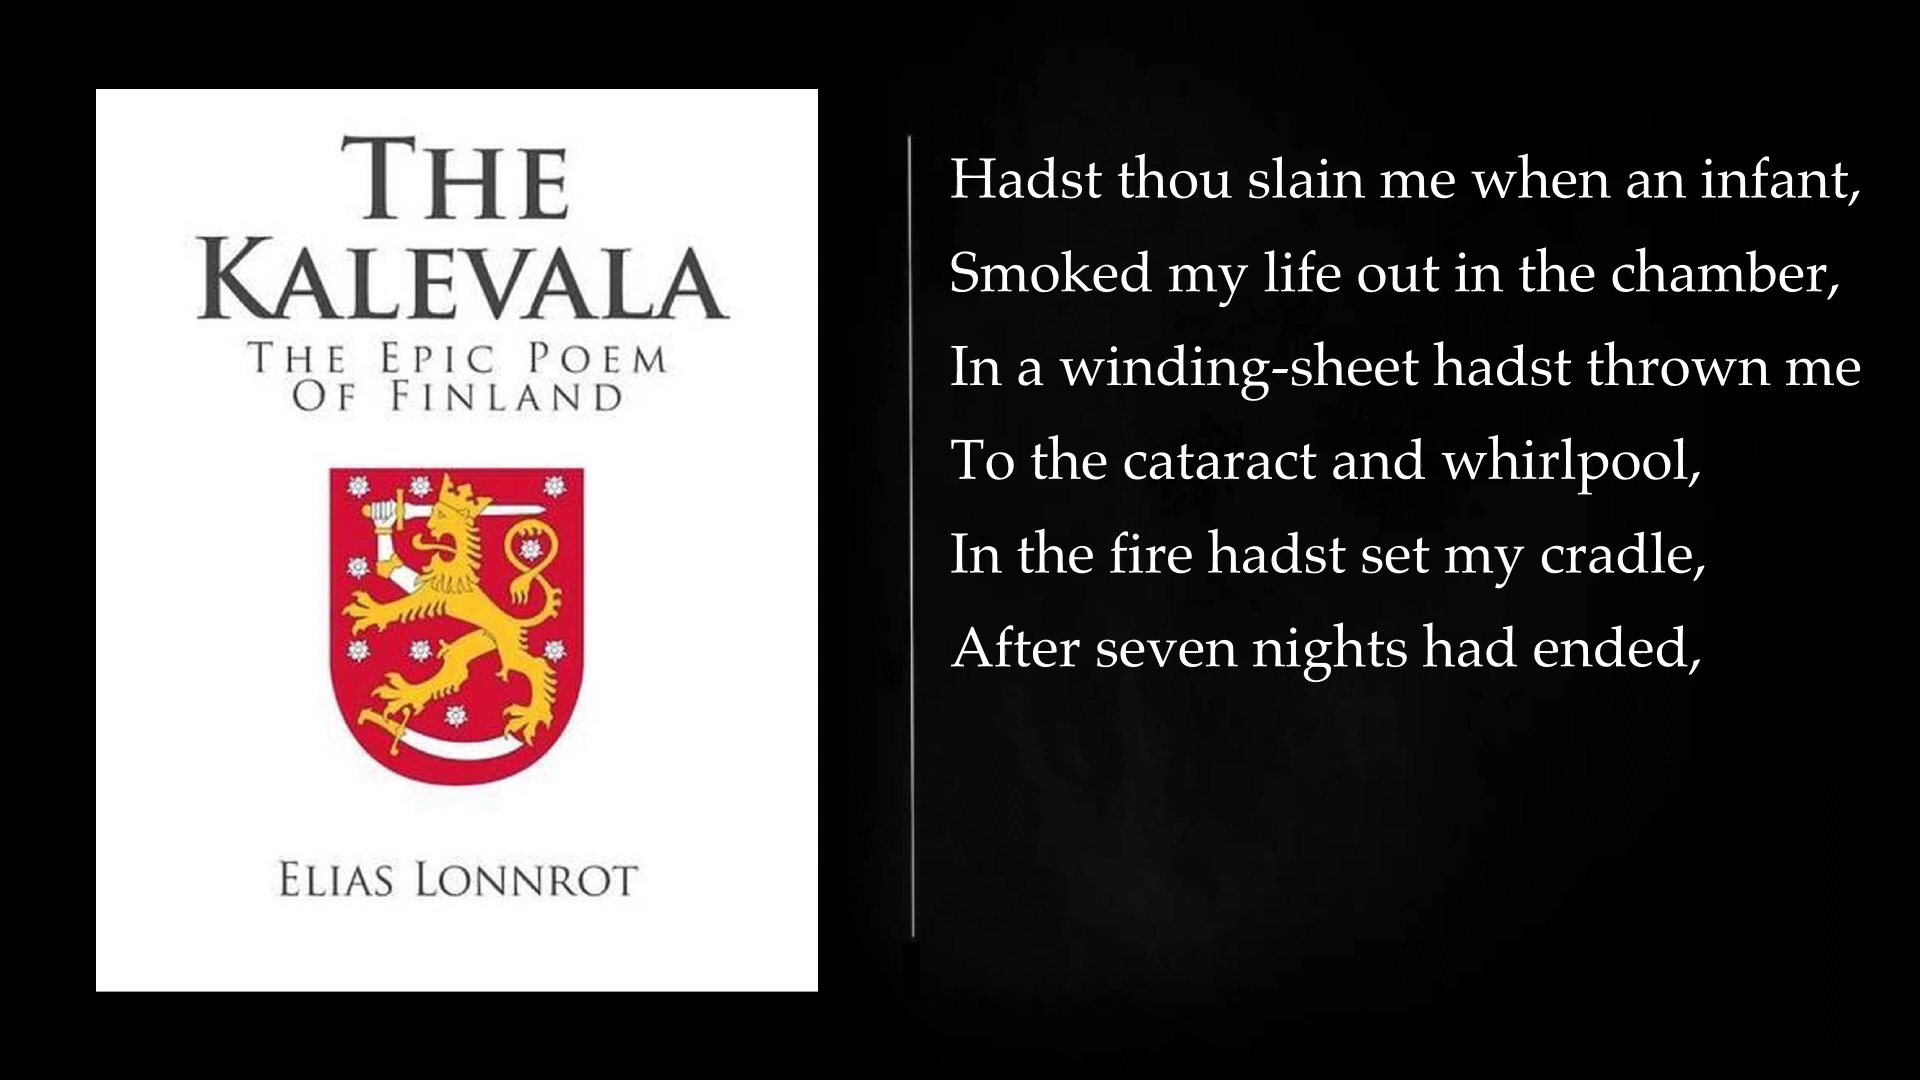 THE
KALEVALA
THE EPIC POEM
OF FINLAND
ELIAS LONNROT
Hadst thou slain me when an infant,
Smoked my life out in the chamber,
In a winding-sheet hadst thrown me
To the cataract and whirlpool,
In the fire hadst set my cradle,
After seven nights had ended,